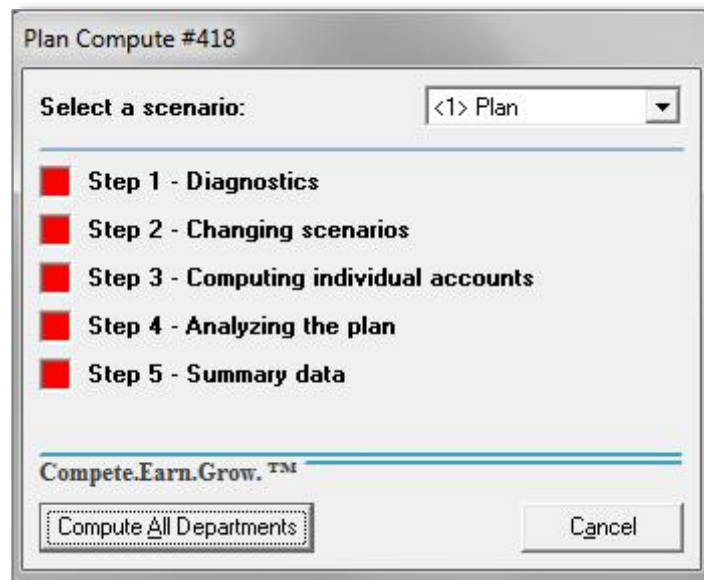 Plan Compute #418
Select a scenario: <1> Plan
Step 1 - Diagnostics
Step 2 - Changing scenarios
Step 3 - Computing individual accounts
Step 4 - Analyzing the plan
Step 5 - Summary data
Compete.Earn.Grow. ™
Compute All Departments Cancel